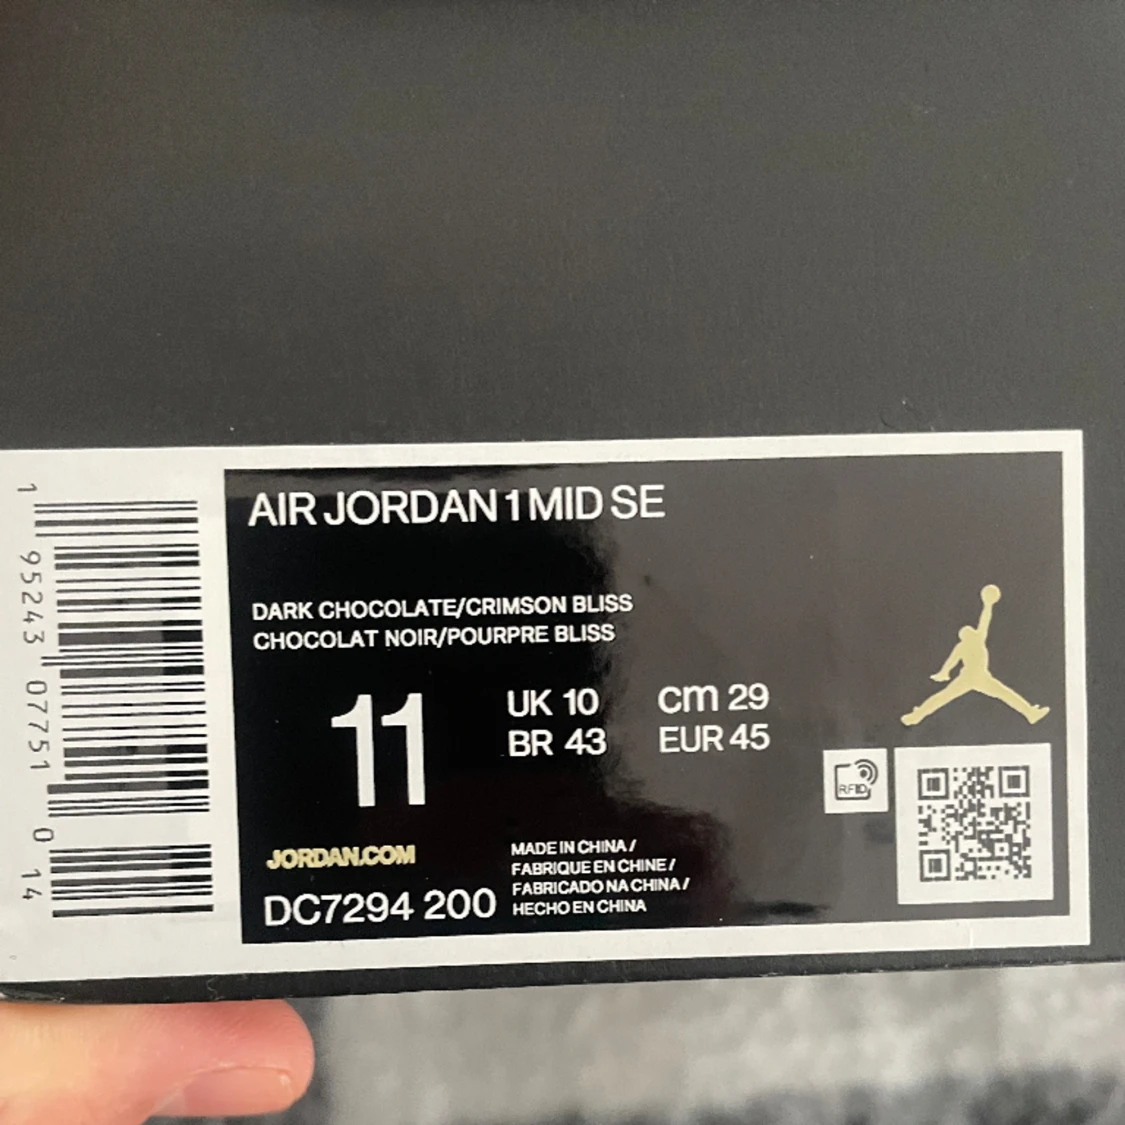 1 95243 07751 0 14
AIR JORDAN 1 MID SE
DARK CHOCOLATE/CRIMSON BLISS
CHOCOLAT NOIR/POURPRE BLISS
11
UK 10
cm 29
BR 43
EUR 45
RFID
JORDAN.COM
DC7294 200
MADE IN CHINA /
FABRIQUE EN CHINE /
FABRICADO NA CHINA /
HECHO EN CHINA